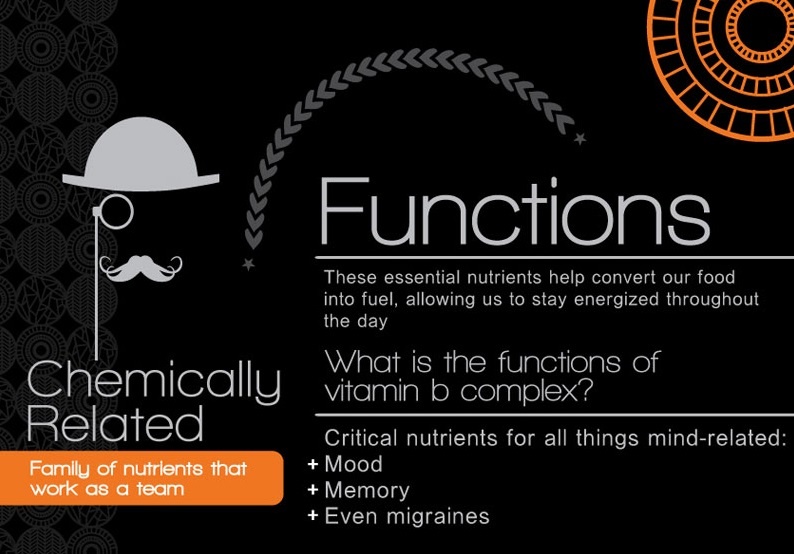 Functions
These essential nutrients help convert our food
into fuel, allowing us to stay energized throughout
the day
What is the functions of
vitamin b complex?
Critical nutrients for all things mind-related:
+ Mood
+ Memory
+ Even migraines
Chemically
Related
Family of nutrients that
work as a team